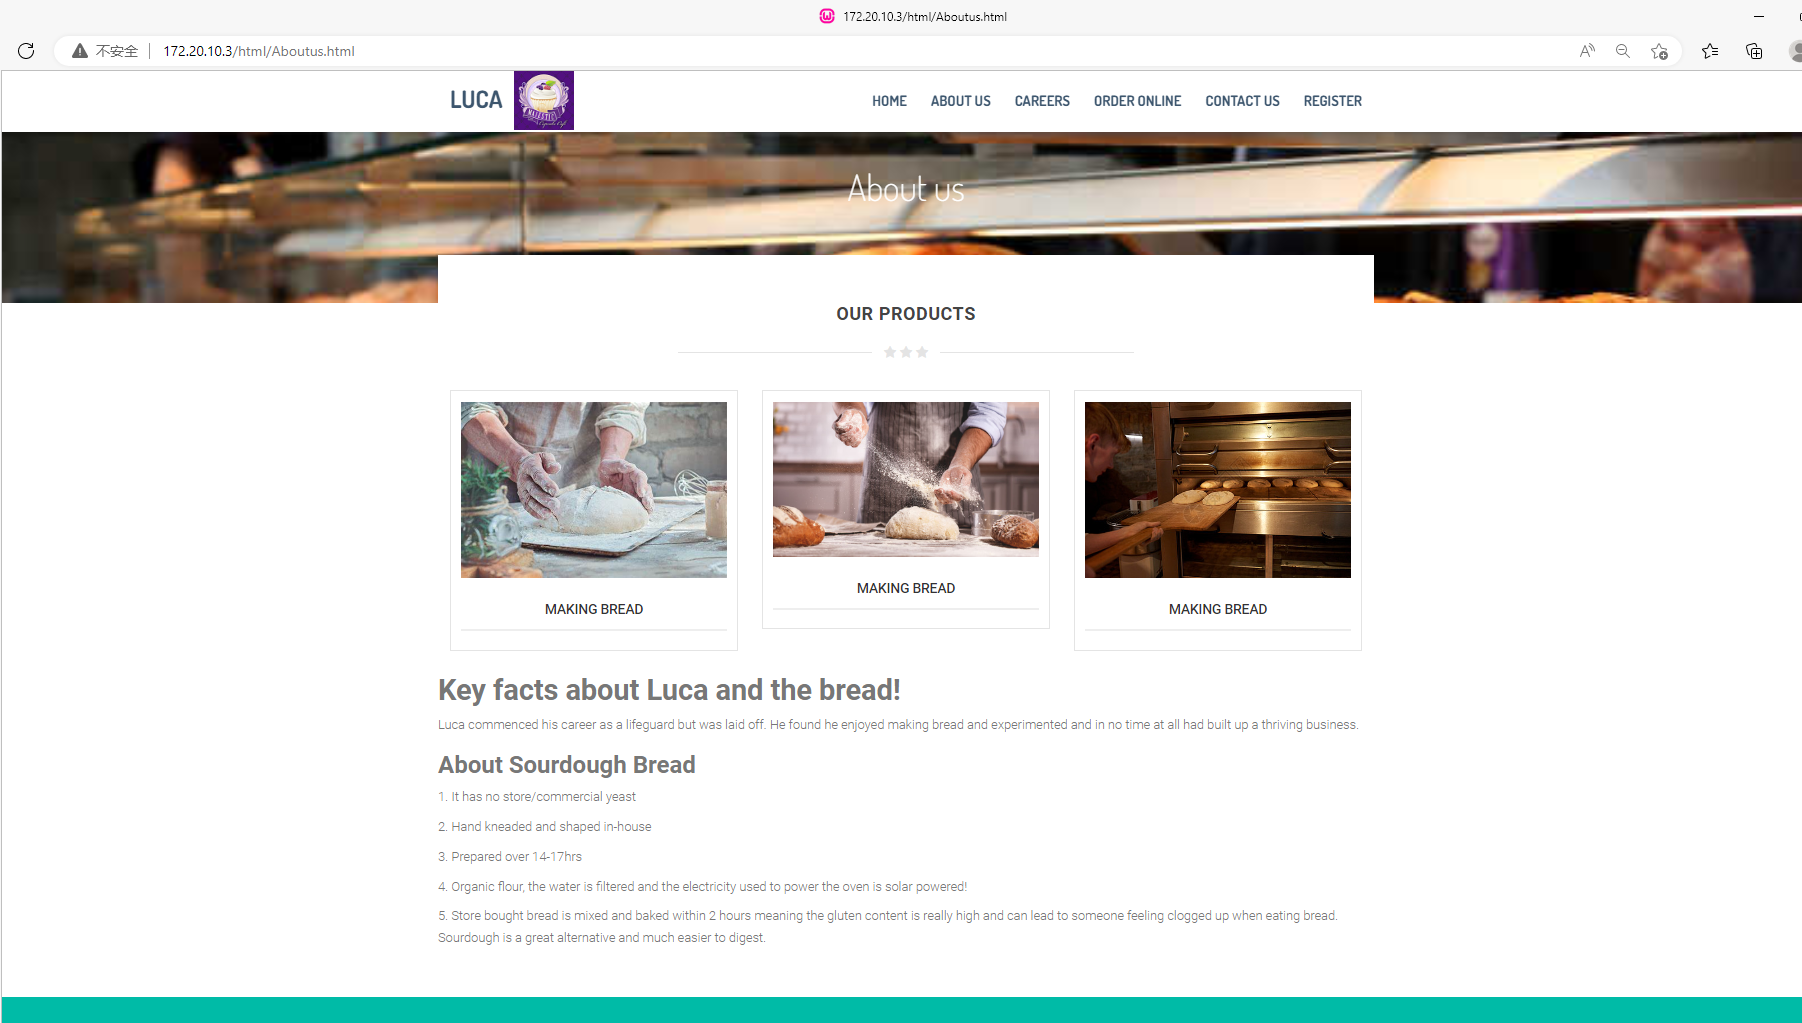 172.20.10.3/html/Aboutus.html
不安全 172.20.10.3/html/Aboutus.html
LUCA
MAJESTIC
HOME ABOUT US CAREERS ORDER ONLINE CONTACT US REGISTER
About us
OUR PRODUCTS
MAKING BREAD
MAKING BREAD
MAKING BREAD
Key facts about Luca and the bread!
Luca commenced his career as a lifeguard but was laid off. He found he enjoyed making bread and experimented and in no time at all had built up a thriving business.
About Sourdough Bread
1. It has no store/commercial yeast
2. Hand kneaded and shaped in-house
3. Prepared over 14-17hrs
4. Organic flour, the water is filtered and the electricity used to power the oven is solar powered!
5. Store bought bread is mixed and baked within 2 hours meaning the gluten content is really high and can lead to someone feeling clogged up when eating bread.
Sourdough is a great alternative and much easier to digest.